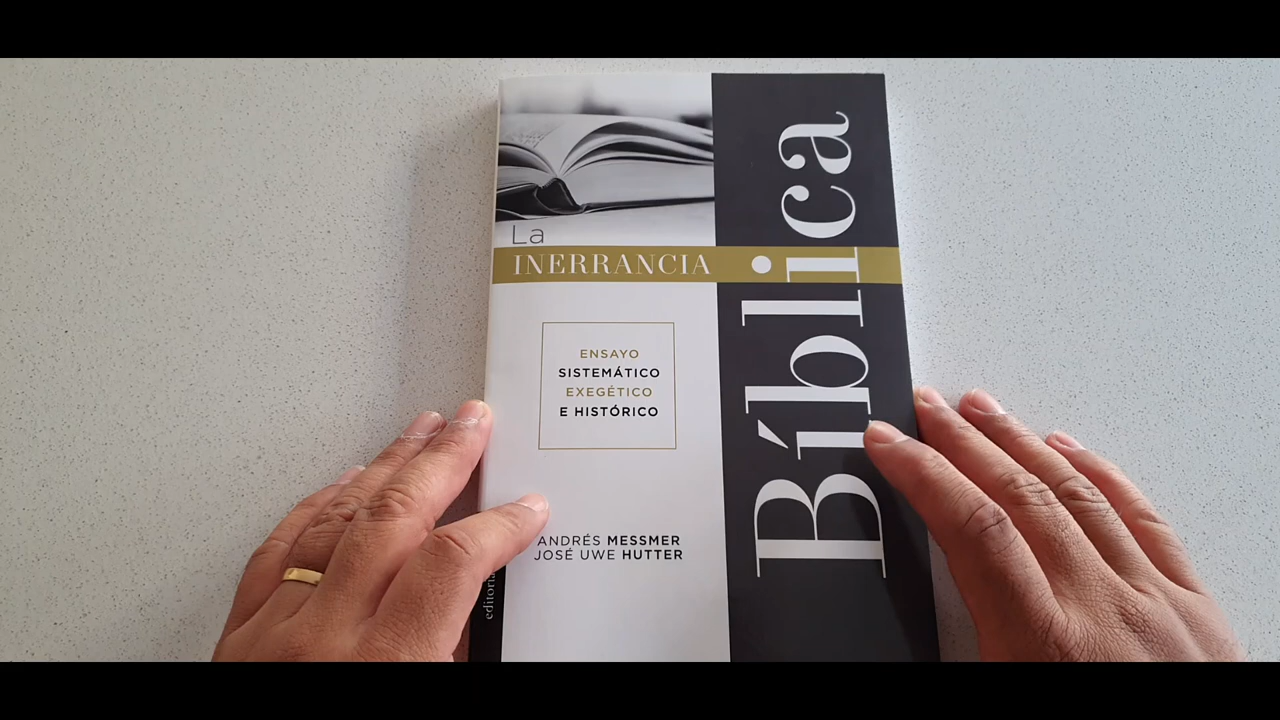 La
INERRANCIA
Bíblica
ENSAYO
SISTEMÁTICO
EXEGÉTICO
E HISTÓRICO
ANDRÉS MESSMER
JOSÉ UWE HUTTER